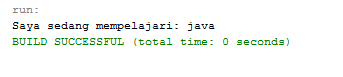 run:
Saya sedang mempelajari: java
BUILD SUCCESSFUL (total time: 0 seconds)